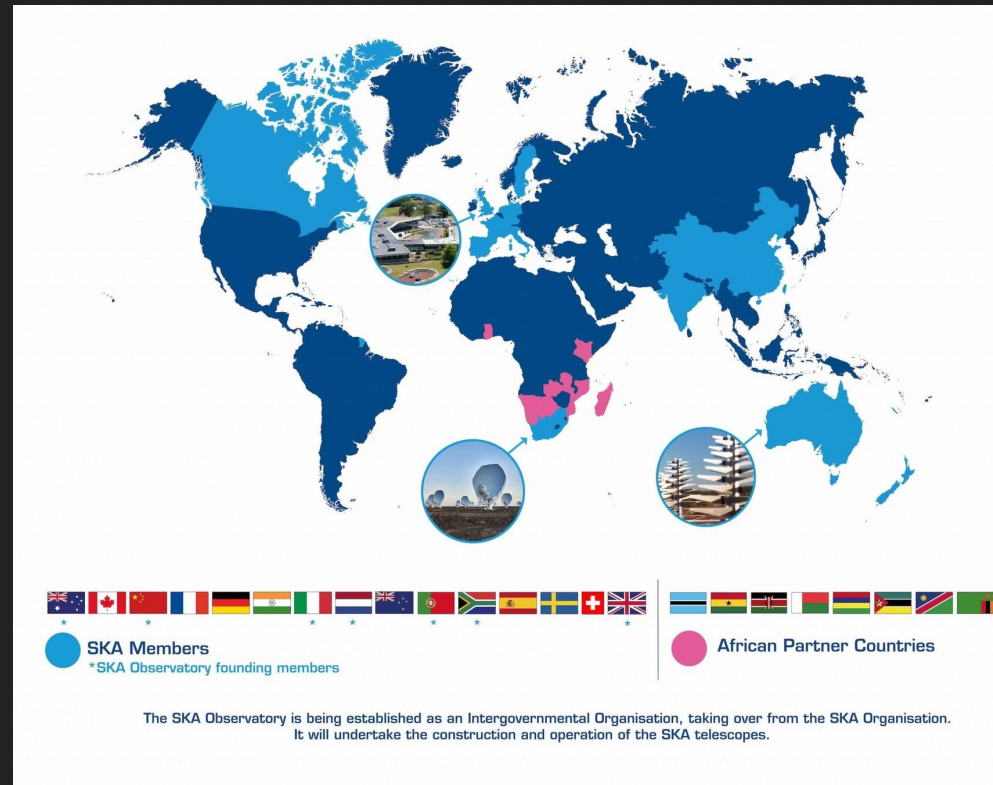 SKA Members
*SKA Observatory founding members
African Partner Countries
The SKA Observatory is being established as an Intergovernmental Organisation, taking over from the SKA Organisation.
It will undertake the construction and operation of the SKA telescopes.